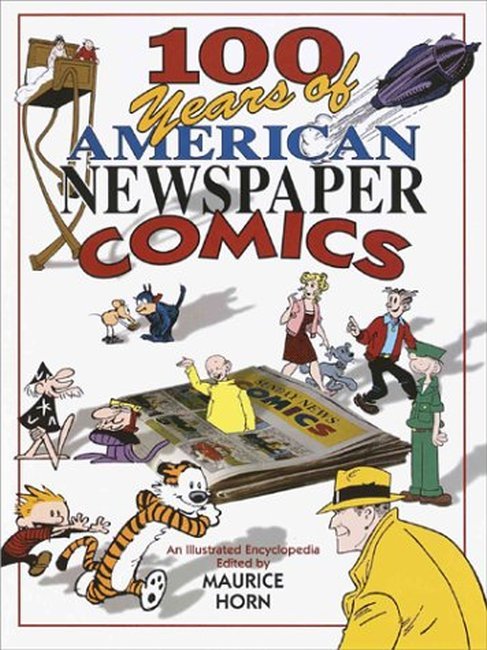 100
Years of
AMERICAN
NEWSPAPER
COMICS
SUNDAY NEWS
COMICS
An Illustrated Encyclopedia
Edited by
MAURICE
HORN